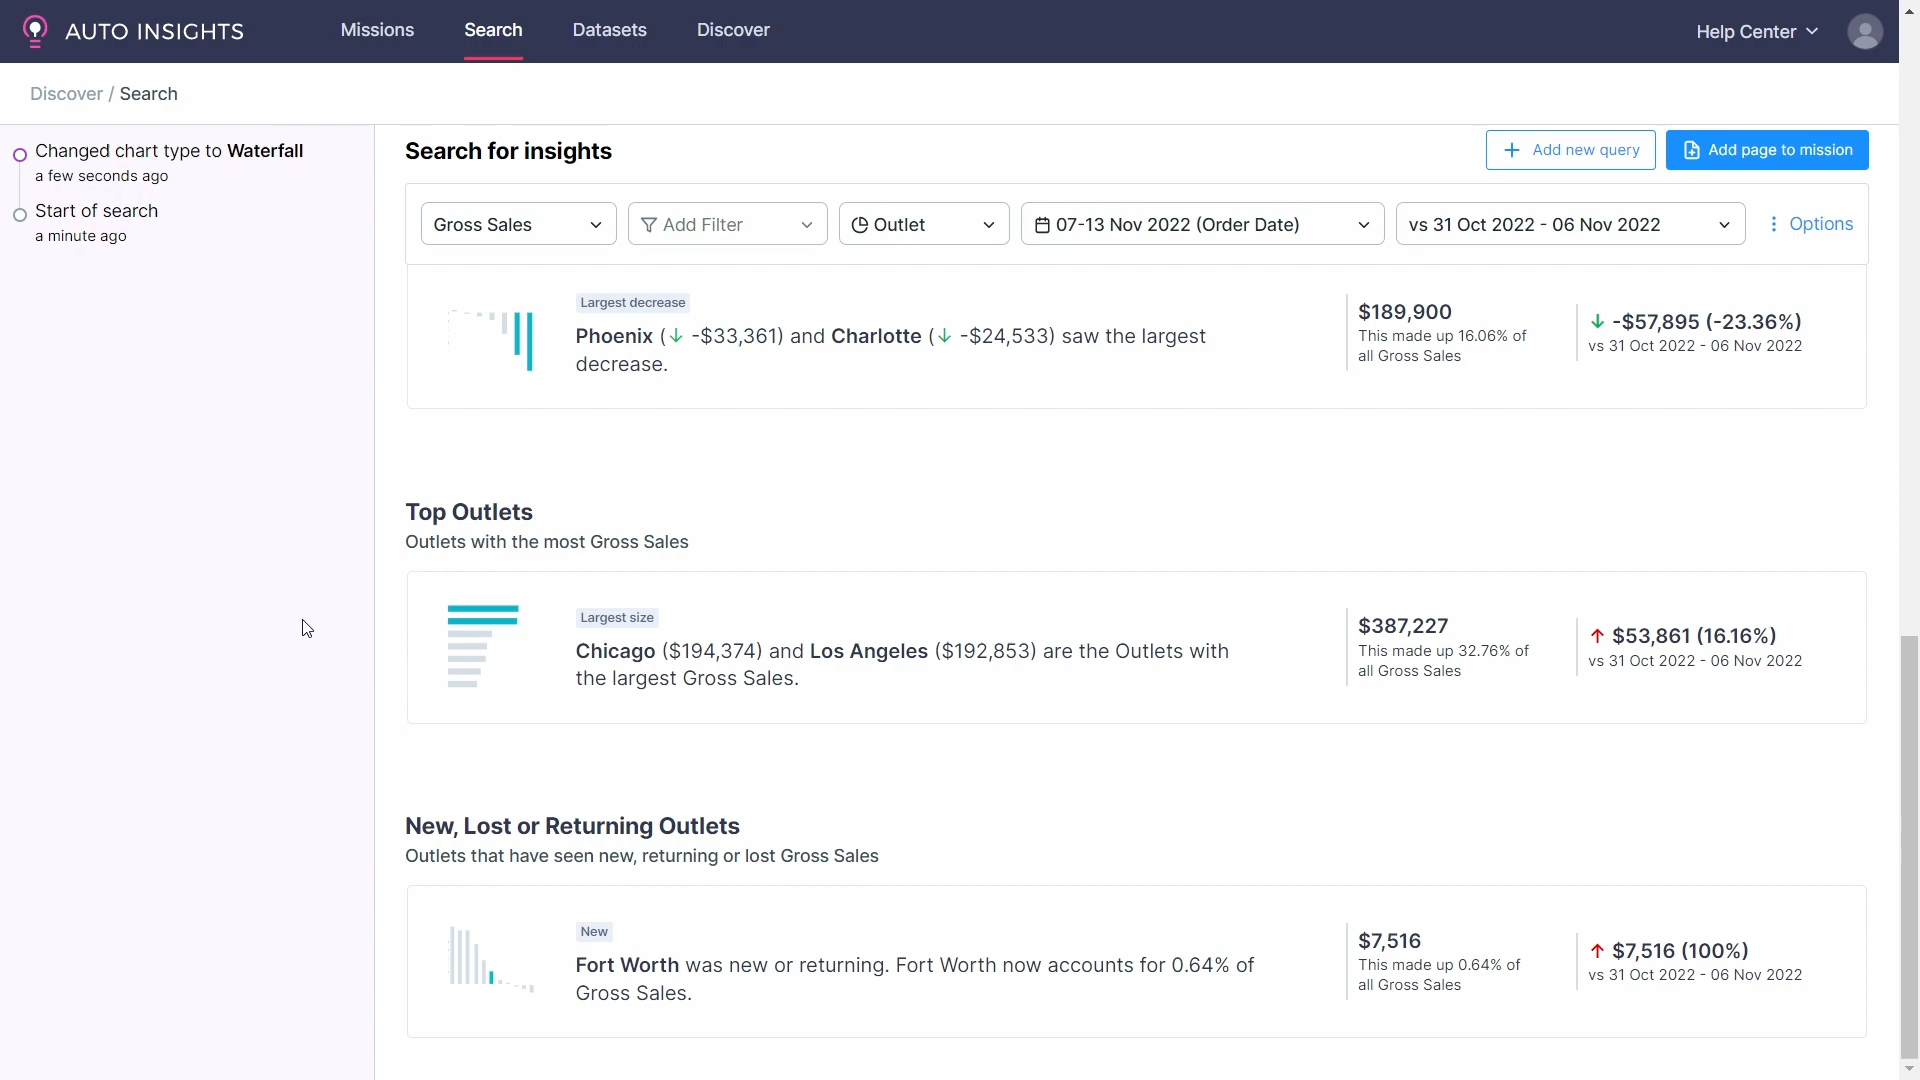 AUTO INSIGHTS
Missions
Search
Datasets
Discover
Help Center
Discover / Search
Changed chart type to Waterfall
a few seconds ago
Start of search
a minute ago
Search for insights
Add new query
Add page to mission
Gross Sales
Add Filter
Outlet
07-13 Nov 2022 (Order Date)
vs 31 Oct 2022 - 06 Nov 2022
Options
Largest decrease
Phoenix (↓ -$33,361) and Charlotte (↓ -$24,533) saw the largest
decrease.
$189,900
This made up 16.06% of
all Gross Sales
↓ -$57,895 (-23.36%)
vs 31 Oct 2022 - 06 Nov 2022
Top Outlets
Outlets with the most Gross Sales
Largest size
Chicago ($194,374) and Los Angeles ($192,853) are the Outlets with
the largest Gross Sales.
$387,227
This made up 32.76% of
all Gross Sales
↑ $53,861 (16.16%)
vs 31 Oct 2022 - 06 Nov 2022
New, Lost or Returning Outlets
Outlets that have seen new, returning or lost Gross Sales
New
Fort Worth was new or returning. Fort Worth now accounts for 0.64% of
Gross Sales.
$7,516
This made up 0.64% of
all Gross Sales
↑ $7,516 (100%)
vs 31 Oct 2022 - 06 Nov 2022